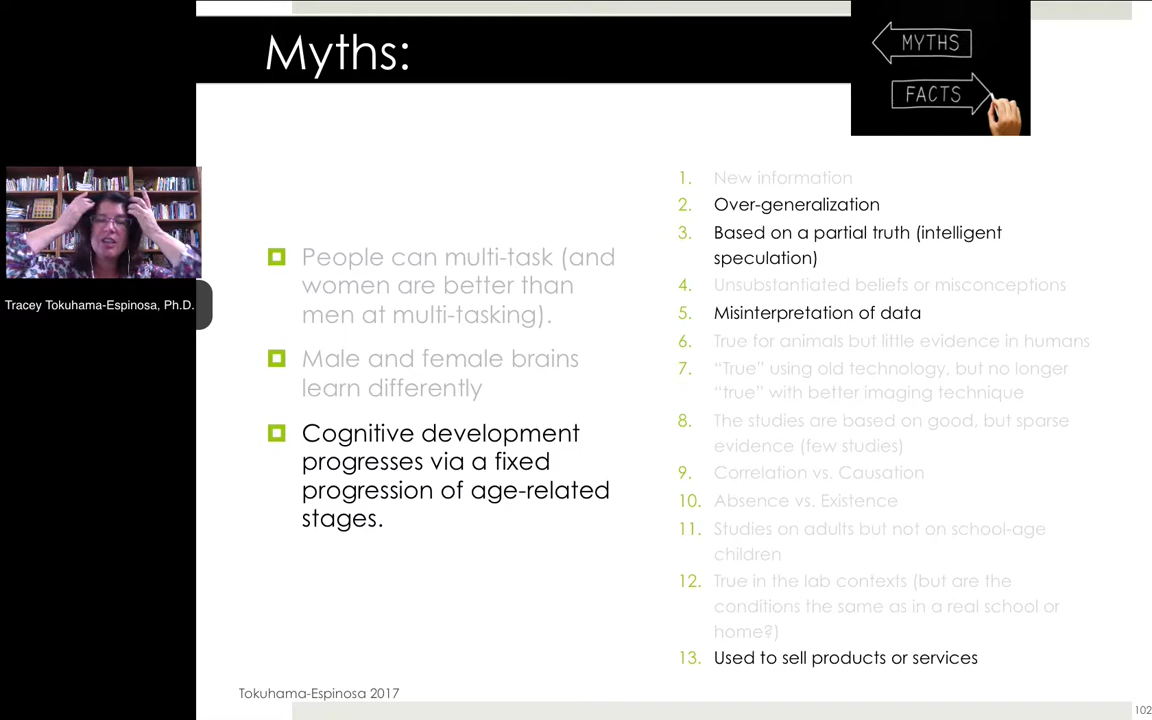 Myths:
MYTHS
FACTS
Tracey Tokuhama-Espinosa, Ph.D.
People can multi-task (and
women are better than
men at multi-tasking).
Male and female brains
learn differently
Cognitive development
progresses via a fixed
progression of age-related
stages.
1. New information
2. Over-generalization
3. Based on a partial truth (intelligent
speculation)
4. Unsubstantiated beliefs or misconceptions
5. Misinterpretation of data
6. True for animals but little evidence in humans
7. “True” using old technology, but no longer
“true” with better imaging technique
8. The studies are based on good, but sparse
evidence (few studies)
9. Correlation vs. Causation
10. Absence vs. Existence
11. Studies on adults but not on school-age
children
12. True in the lab contexts (but are the
conditions the same as in a real school or
home?)
13. Used to sell products or services
Tokuhama-Espinosa 2017
102